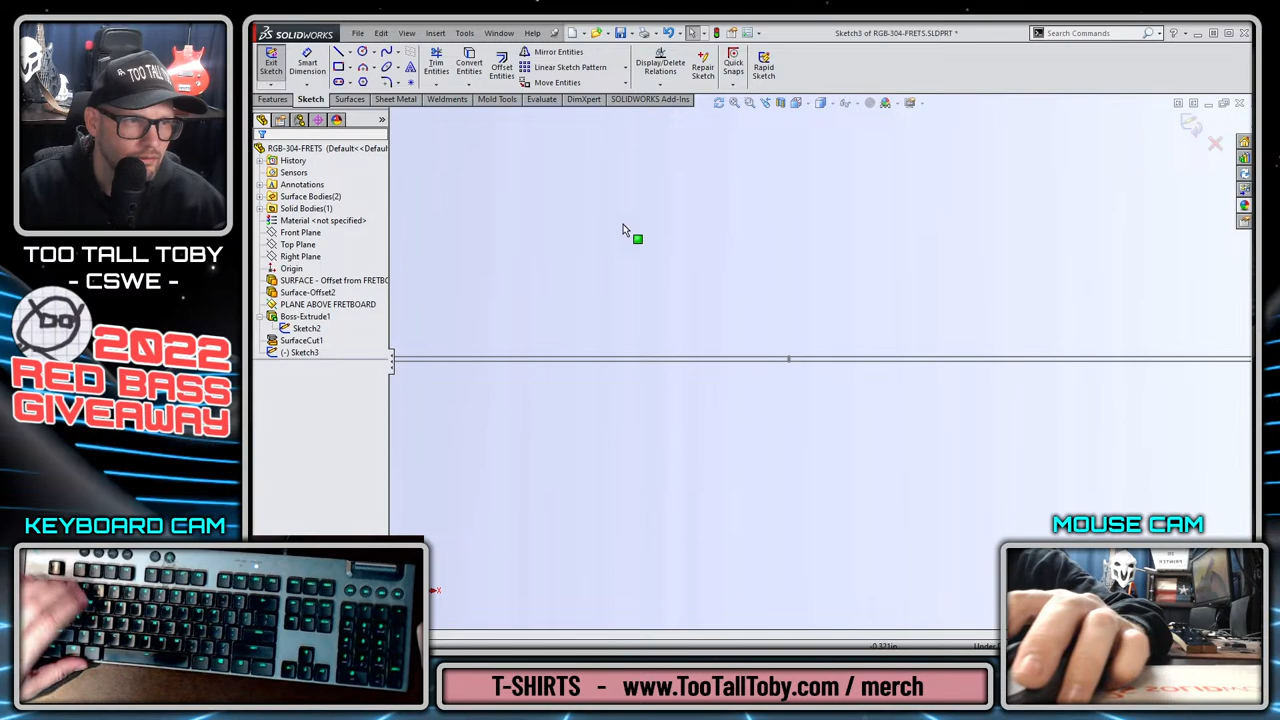 SOLIDWORKS
File Edit View Insert Tools Window Help
Sketch3 of RGB-304-FRETS.SLDPRT *
Search Commands
Exit Sketch
Smart Dimension
Trim Entities
Convert Entities
Offset Entities
Mirror Entities
Linear Sketch Pattern
Move Entities
Display/Delete Relations
Repair Sketch
Quick Snaps
Rapid Sketch
Features Sketch Surfaces Sheet Metal Weldments Mold Tools Evaluate DimXpert SOLIDWORKS Add-Ins
RGB-304-FRETS (Default<<Defaul
History
Sensors
Annotations
Surface Bodies(2)
Solid Bodies(1)
Material <not specified>
Front Plane
Top Plane
Right Plane
Origin
SURFACE - Offset from FRETBO
Surface-Offset2
PLANE ABOVE FRETBOARD
Boss-Extrude1
Sketch2
SurfaceCut1
(-) Sketch3
TOO TALL TOBY
TOO TALL TOBY
- CSWE -
2022
RED BASS
GIVEAWAY
KEYBOARD CAM
MOUSE CAM
X
-0.321in
T-SHIRTS - www.TooTallToby.com / merch